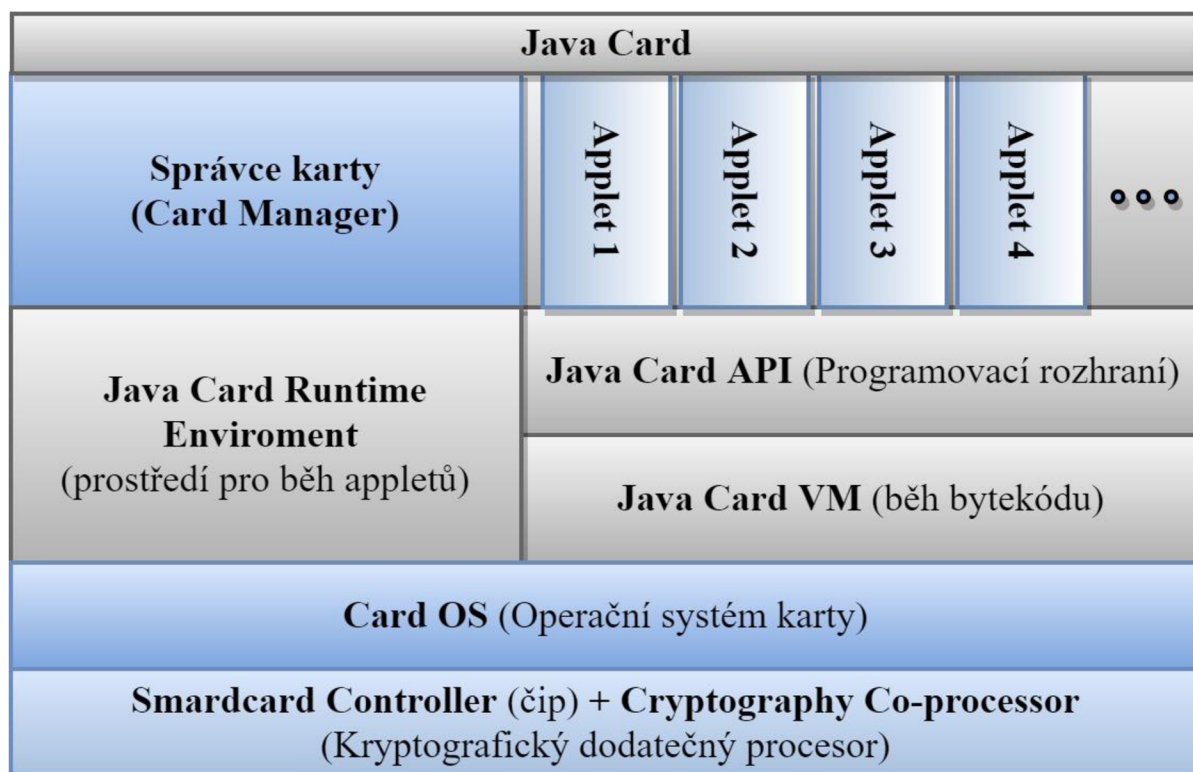 Java Card
Správce karty
(Card Manager)
Applet 1
Applet 2
Applet 3
Applet 4
Java Card Runtime
Enviroment
(prostředí pro běh appletů)
Java Card API (Programovací rozhraní)
Java Card VM (běh bytekódu)
Card OS (Operační systém karty)
Smardcard Controller (čip) + Cryptography Co-processor
(Kryptografický dodatečný procesor)